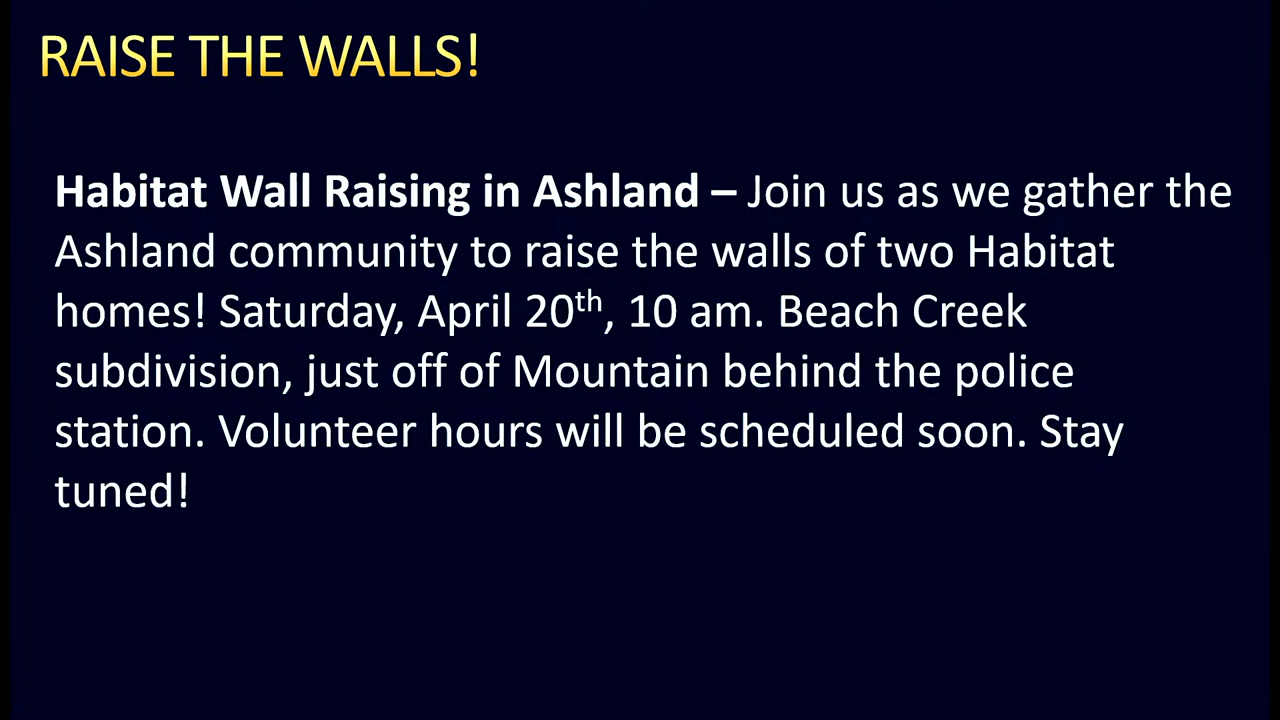 RAISE THE WALLS!
Habitat Wall Raising in Ashland – Join us as we gather the
Ashland community to raise the walls of two Habitat
homes! Saturday, April 20th, 10 am. Beach Creek
subdivision, just off of Mountain behind the police
station. Volunteer hours will be scheduled soon. Stay
tuned!